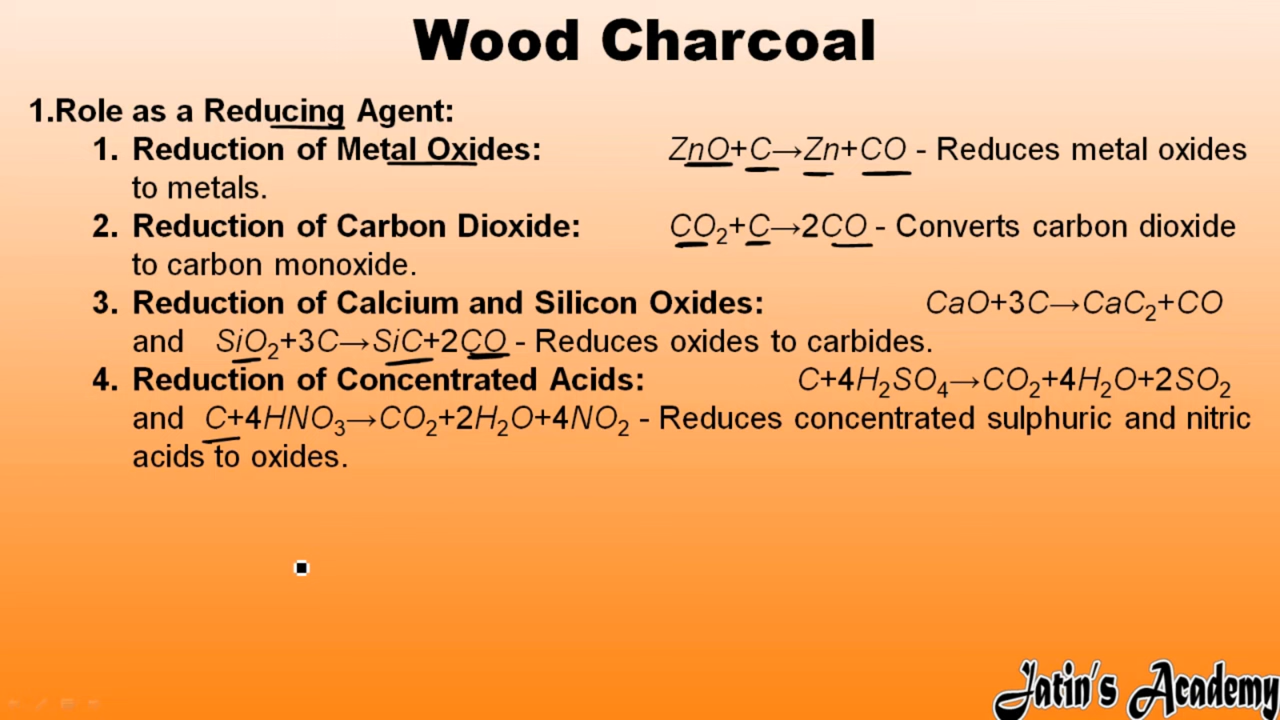 Wood Charcoal
1.Role as a Reducing Agent:
1. Reduction of Metal Oxides: ZnO+C→Zn+CO - Reduces metal oxides
to metals.
2. Reduction of Carbon Dioxide: CO₂+C→2CO - Converts carbon dioxide
to carbon monoxide.
3. Reduction of Calcium and Silicon Oxides: CaO+3C→CaC₂+CO
and SiO₂+3C→SiC+2CO - Reduces oxides to carbides.
4. Reduction of Concentrated Acids: C+4H₂SO₄→CO₂+4H₂O+2SO₂
and C+4HNO₃→CO₂+2H₂O+4NO₂ - Reduces concentrated sulphuric and nitric
acids to oxides.
Jatin's Academy